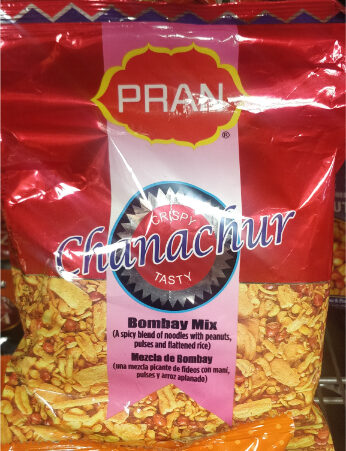 PRAN
®
CRISPY
Chanachur
TASTY
Bombay Mix
(A spicy blend of noodles with peanuts,
pulses and flattened rice)
Mezcla de Bombay
(una mezcla picante de fideos con maní,
pulses y arroz aplanado)